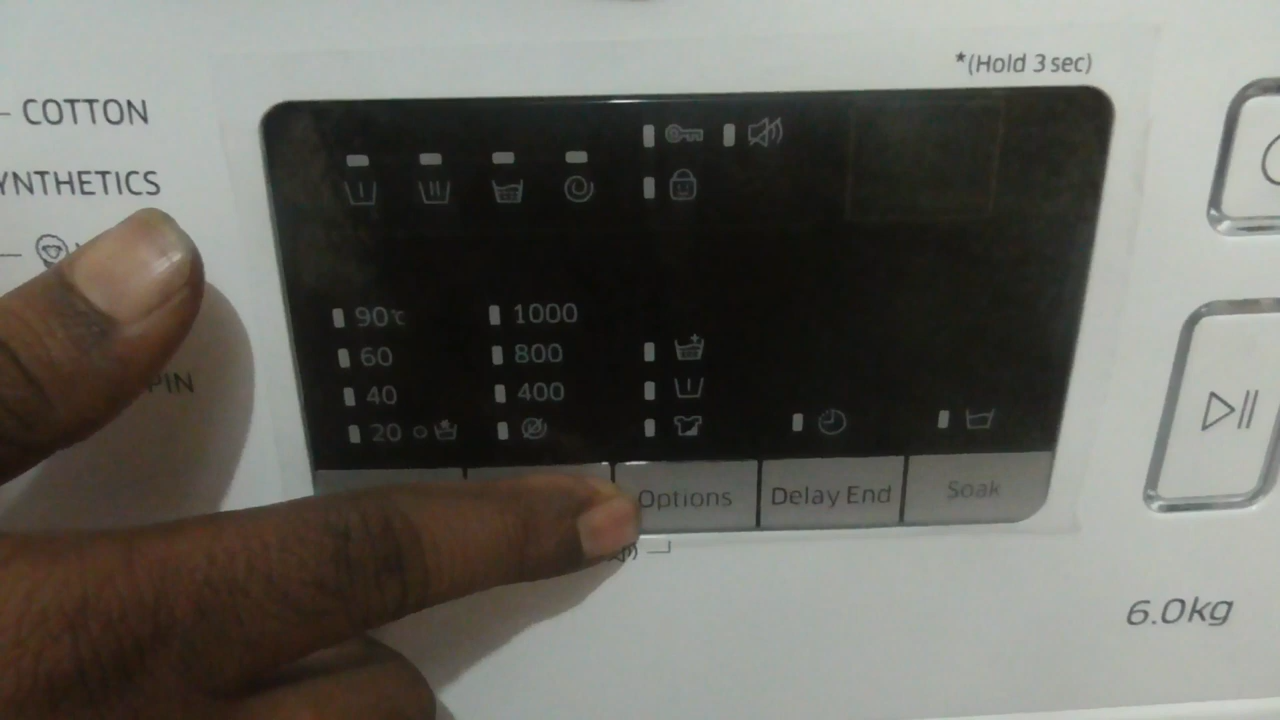 *(Hold 3 sec)
COTTON
YNTHETICS
PIN
90℃ 1000
60 800
40 400
20
Options Delay End Soak
6.0kg